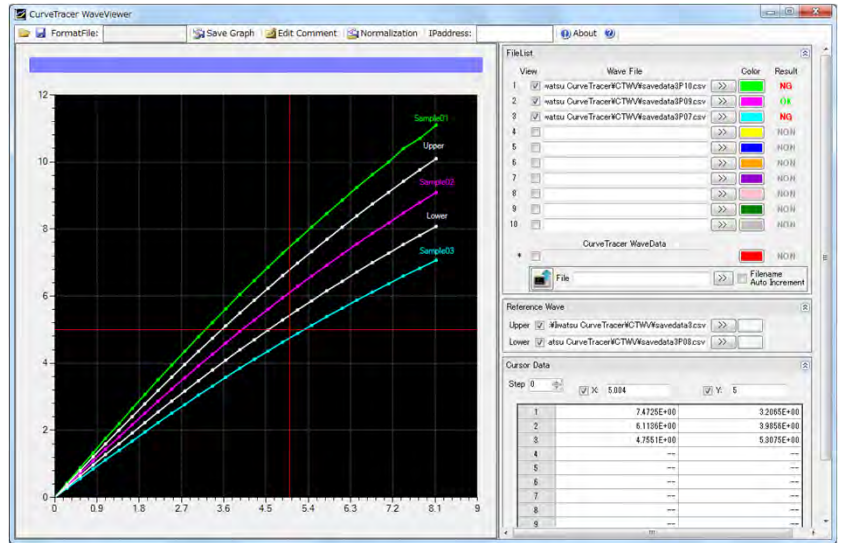 CurveTracer WaveViewer
FormatFile: Save Graph Edit Comment Normalization IPaddress: About
FileList
View Wave File Color Result
1 watsu CurveTracer¥CTWV¥savedata3P10.csv >> NG
2 watsu CurveTracer¥CTWV¥savedata3P09.csv >> OK
3 watsu CurveTracer¥CTWV¥savedata3P07.csv >> NG
4 >> NON
5 >> NON
6 >> NON
7 >> NON
8 >> NON
9 >> NON
10 >> NON
CurveTracer WaveData
* NON
File >> Filename Auto Increment
Reference Wave
Upper ¥Iwatsu CurveTracer¥CTWV¥savedata3.csv >>
Lower atsu CurveTracer¥CTWV¥savedata3P08.csv >>
Cursor Data
Step 0 X: 5.004 Y: 5
1 7.4725E+00 3.2065E+00
2 6.1136E+00 3.9856E+00
3 4.7551E+00 5.3075E+00
4 -- --
5 -- --
6 -- --
7 -- --
8 -- --
9
12
10
8
6
4
2
0
0 0.9 1.8 2.7 3.6 4.5 5.4 6.3 7.2 8.1 9
Sample01
Upper
Sample02
Lower
Sample03